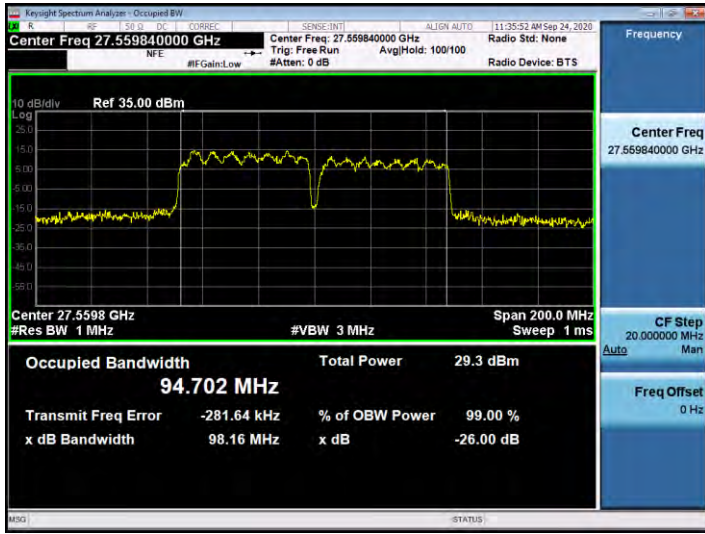 Keysight Spectrum Analyzer - Occupied BW
R RF 50 Ω DC CORREC SENSE:INT ALIGN AUTO 11:35:52 AM Sep 24, 2020
Center Freq 27.559840000 GHz
NFE
#IFGain:Low
Center Freq: 27.559840000 GHz
Trig: Free Run Avg|Hold: 100/100
#Atten: 0 dB
Radio Std: None
Radio Device: BTS
10 dB/div Ref 35.00 dBm
Log
25.0
15.0
5.00
-5.00
-15.0
-25.0
-35.0
-45.0
-55.0
Center 27.5598 GHz Span 200.0 MHz
#Res BW 1 MHz #VBW 3 MHz Sweep 1 ms
Occupied Bandwidth Total Power 29.3 dBm
94.702 MHz
Transmit Freq Error -281.64 kHz % of OBW Power 99.00 %
x dB Bandwidth 98.16 MHz x dB -26.00 dB
MSG STATUS
Frequency
Center Freq
27.559840000 GHz
CF Step
20.000000 MHz
Auto Man
Freq Offset
0 Hz